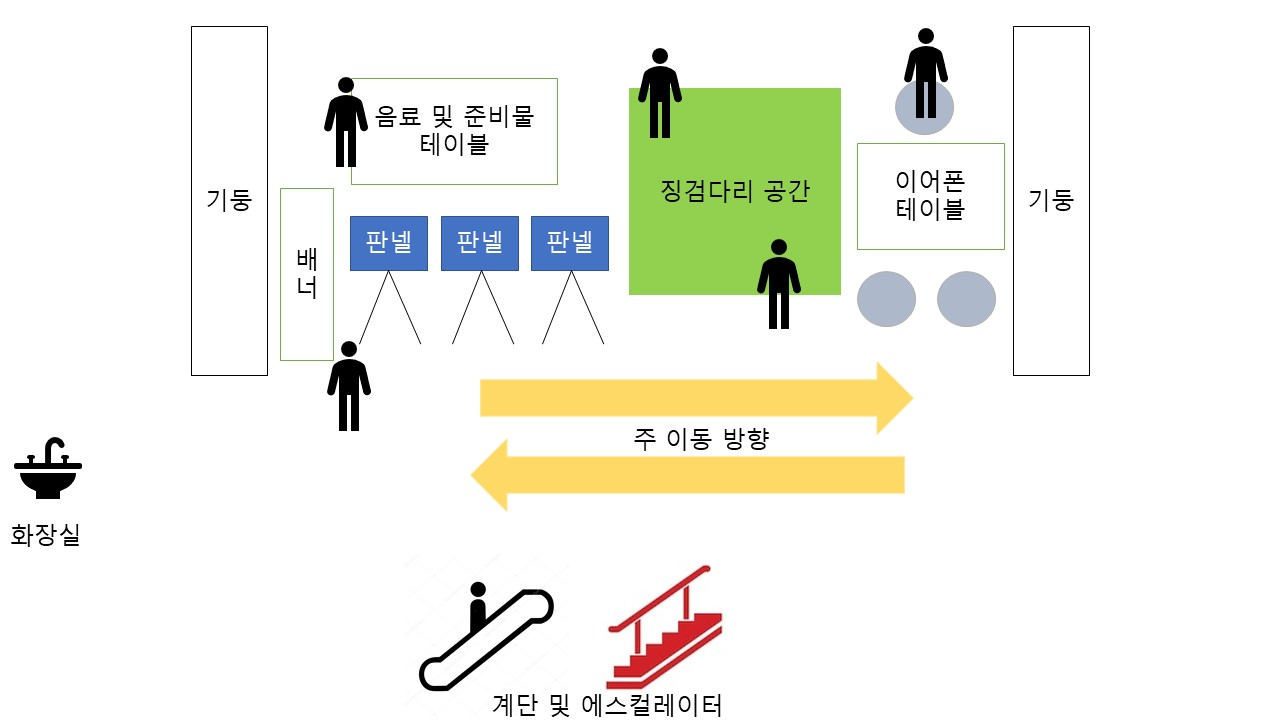 기둥
음료 및 준비물
테이블
배
너
판넬
판넬
판넬
징검다리 공간
이어폰
테이블
기둥
주 이동 방향
화장실
계단 및 에스컬레이터